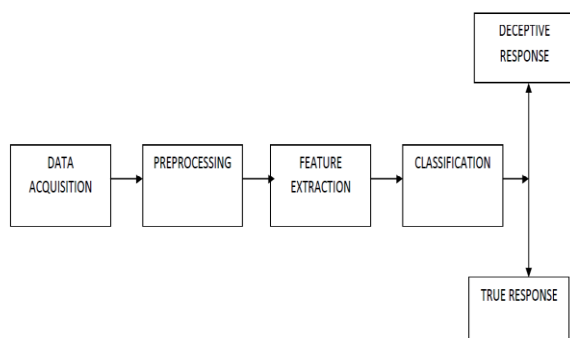 DECEPTIVE
RESPONSE
DATA
ACQUISITION
PREPROCESSING
FEATURE
EXTRACTION
CLASSIFICATION
TRUE RESPONSE